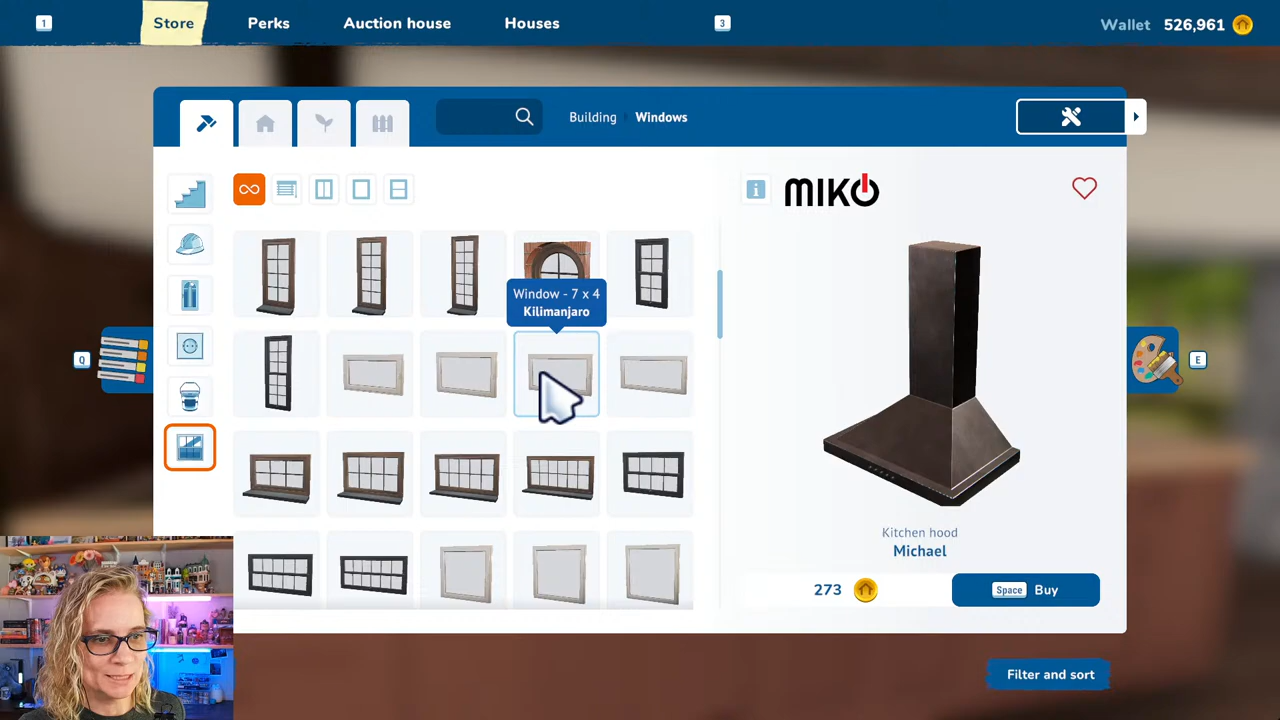 1
Store
Perks
Auction house
Houses
3
Wallet 526,961
Building
Windows
MIKO
Window - 7 x 4
Kilimanjaro
Q
E
Kitchen hood
Michael
273
Space Buy
Filter and sort